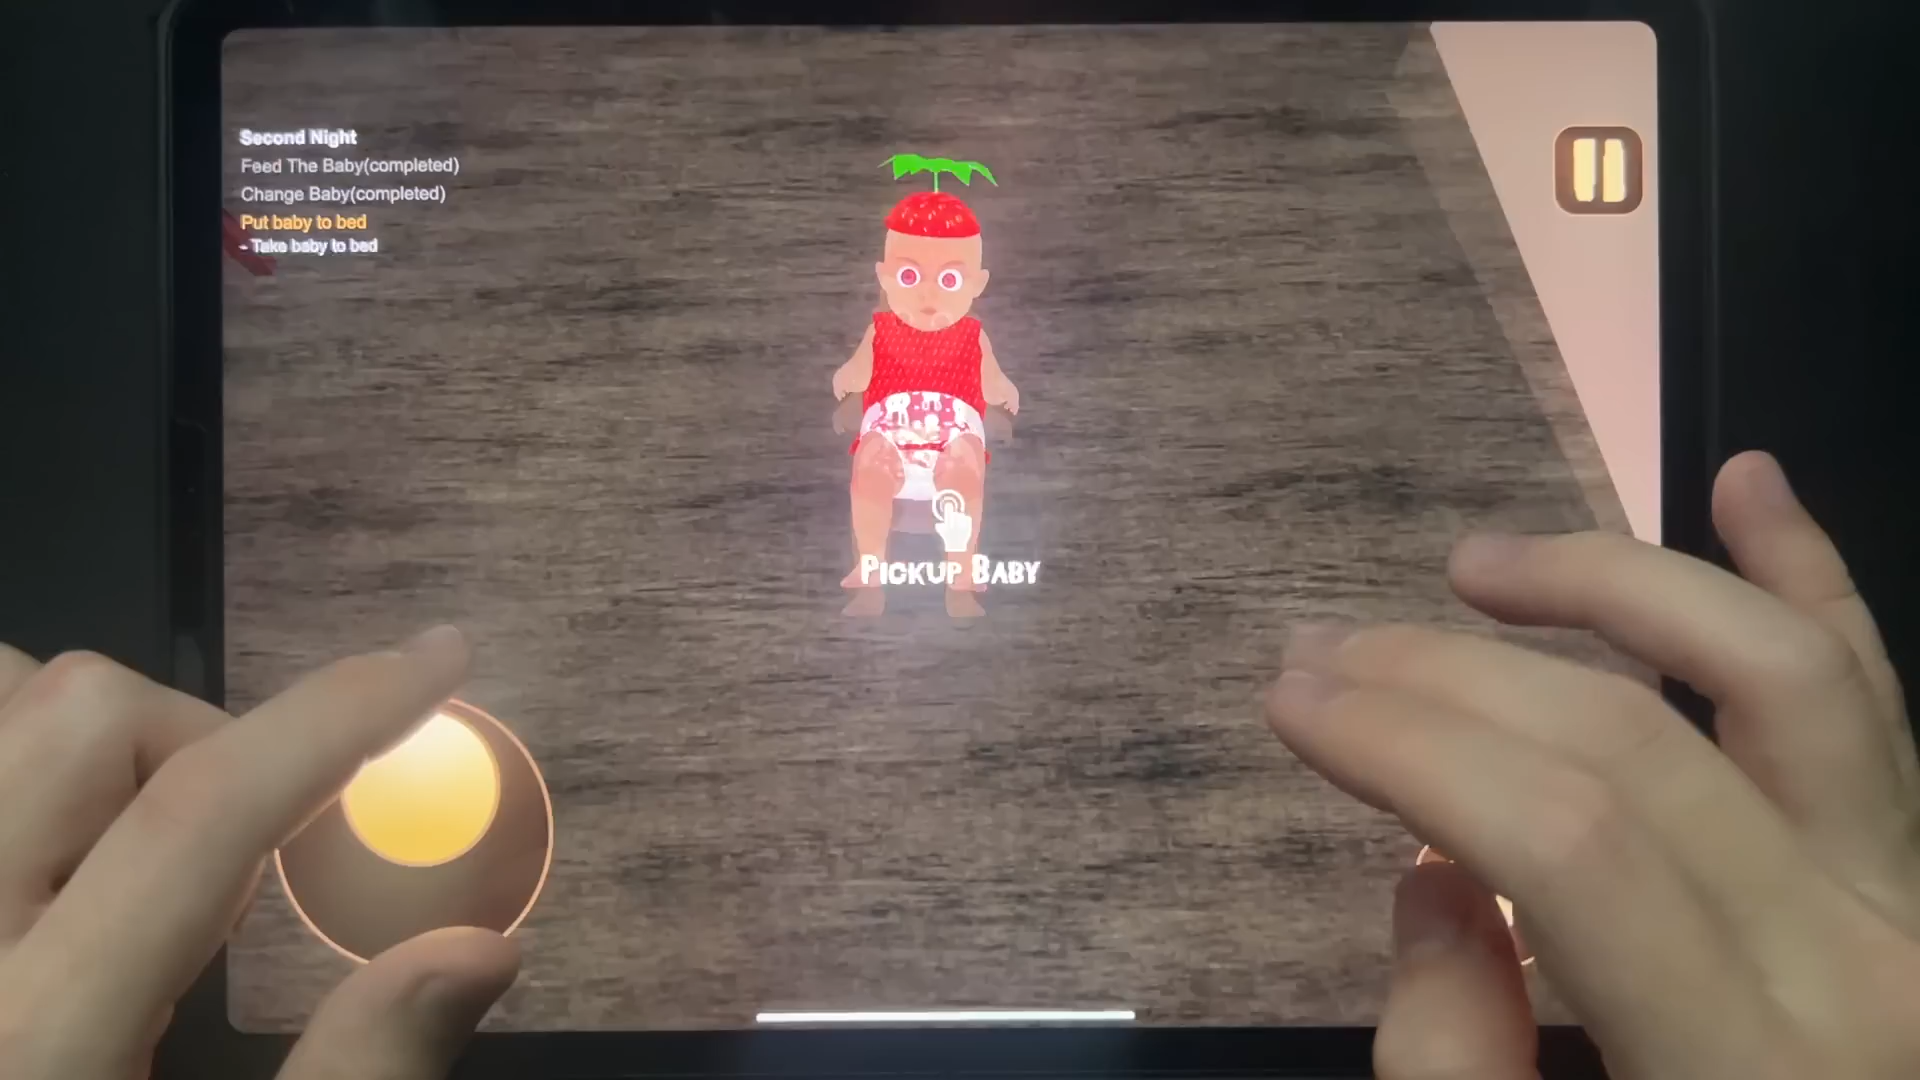 Second Night
Feed The Baby(completed)
Change Baby(completed)
Put baby to bed
- Take baby to bed
Pickup Baby